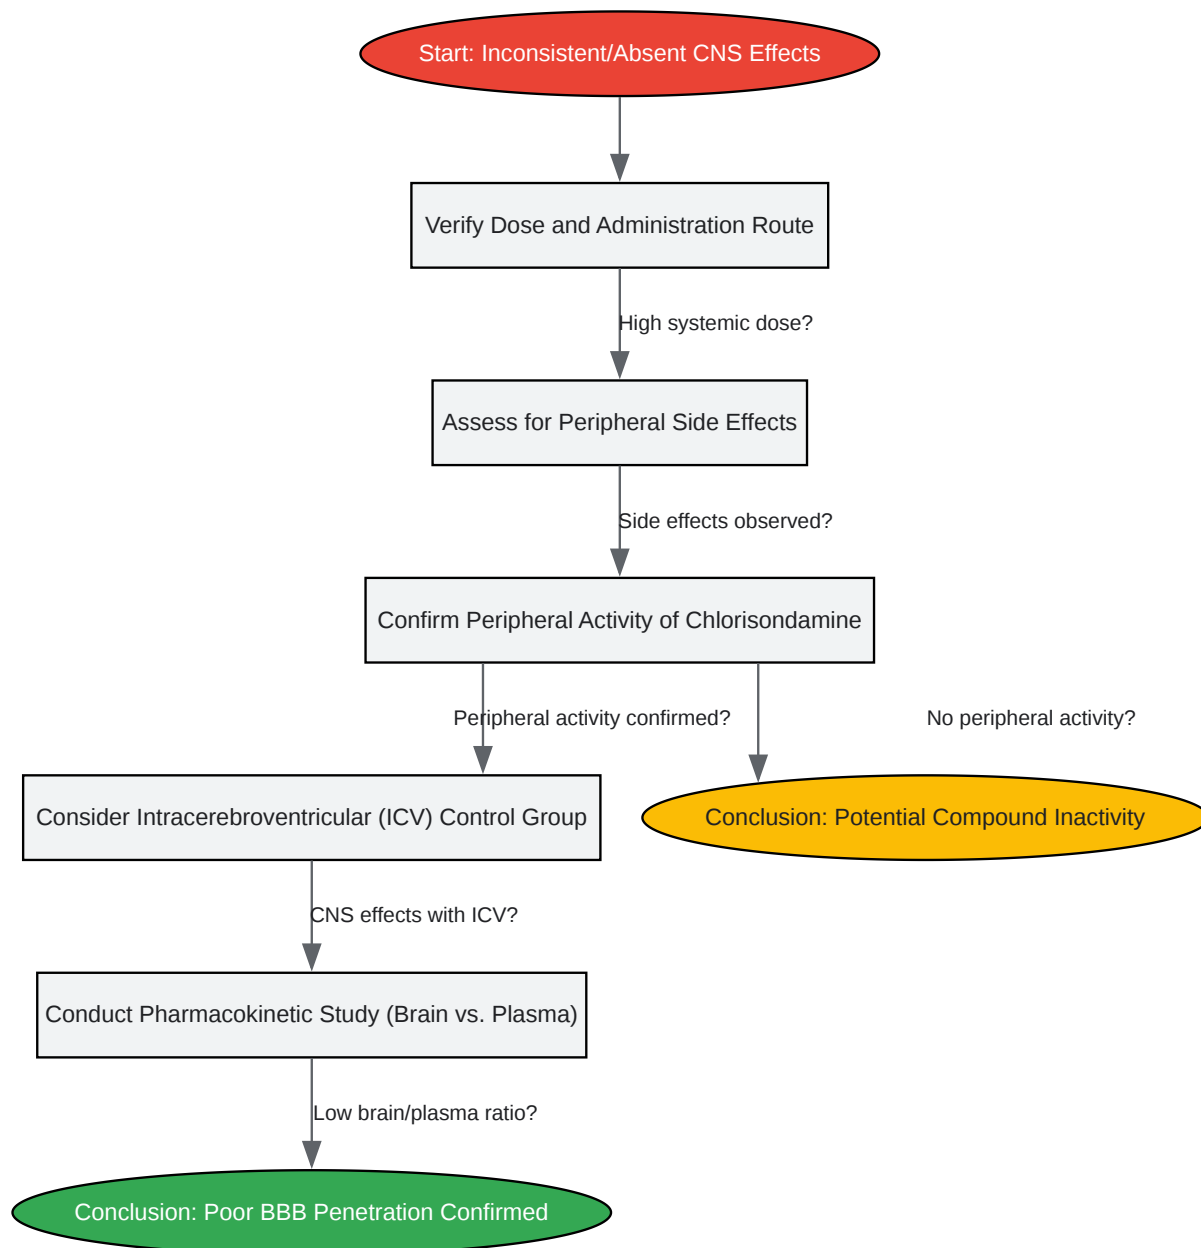 Start: Inconsistent/Absent CNS Effects
Verify Dose and Administration Route
High systemic dose?
Assess for Peripheral Side Effects
Side effects observed?
Confirm Peripheral Activity of Chlorisondamine
Peripheral activity confirmed?
No peripheral activity?
Consider Intracerebroventricular (ICV) Control Group
Conclusion: Potential Compound Inactivity
CNS effects with ICV?
Conduct Pharmacokinetic Study (Brain vs. Plasma)
Low brain/plasma ratio?
Conclusion: Poor BBB Penetration Confirmed